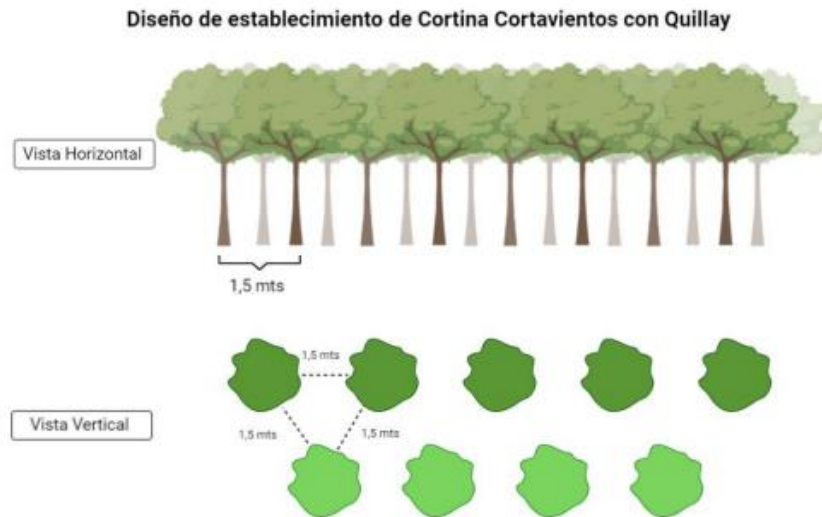 Diseño de establecimiento de Cortina Cortavientos con Quillay
Vista Horizontal
1,5 mts
1,5 mts
Vista Vertical
1,5 mts
1,5 mts